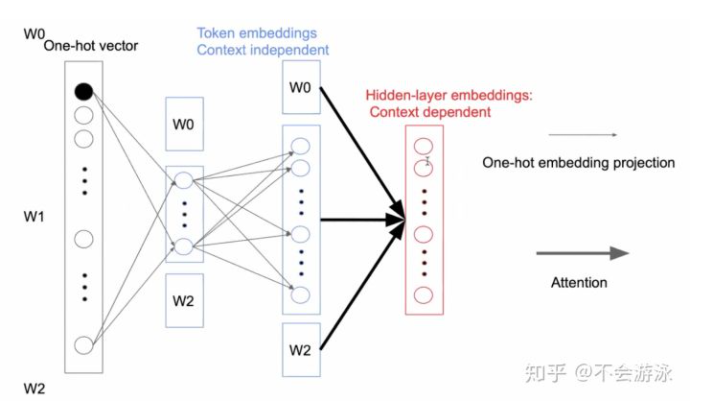 W0
One-hot vector
Token embeddings
Context independent
W0
W0
Hidden-layer embeddings:
Context dependent
One-hot embedding projection
W1
Attention
W2
W2
W2
知乎 @不会游泳